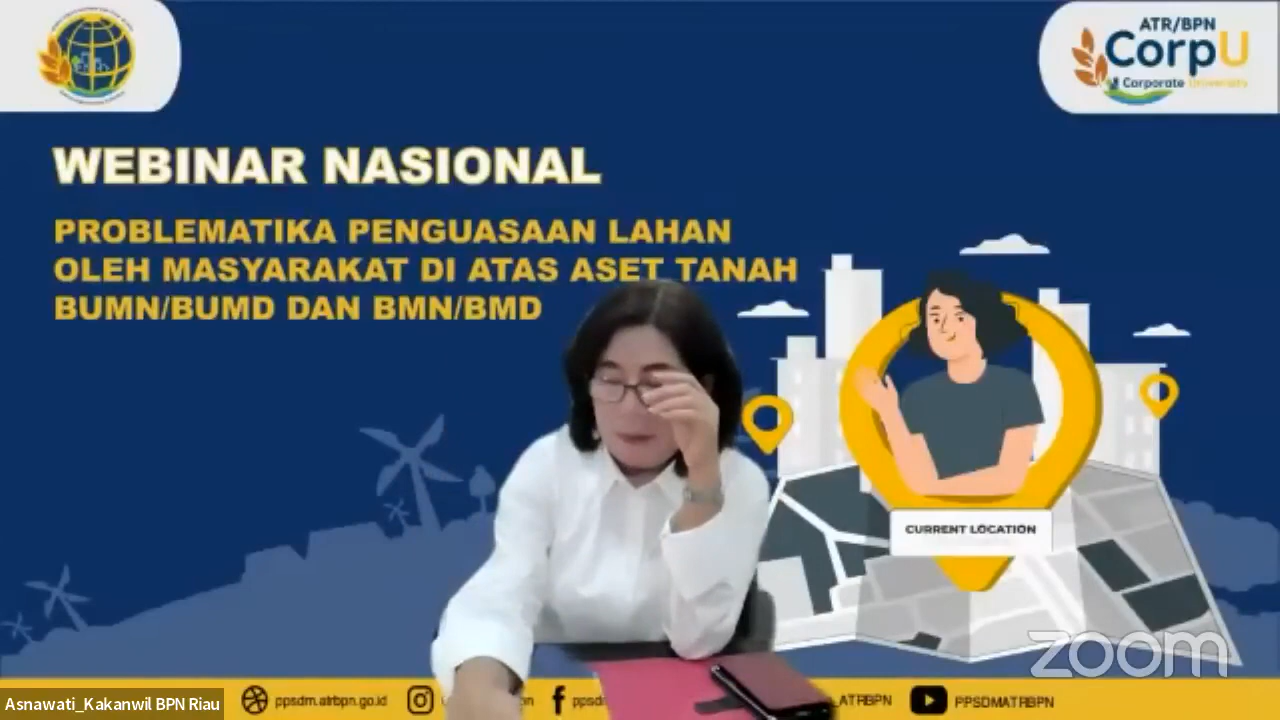 ATR/BPN
CorpU
Corporate University
WEBINAR NASIONAL
PROBLEMATIKA PENGUASAAN LAHAN
OLEH MASYARAKAT DI ATAS ASET TANAH
BUMN/BUMD DAN BMN/BMD
CURRENT LOCATION
zoom
Asnawati_Kakanwil BPN Riau
ppsdm.atrbpn.go.id
_ATRBPN
PPSDMATRBPN